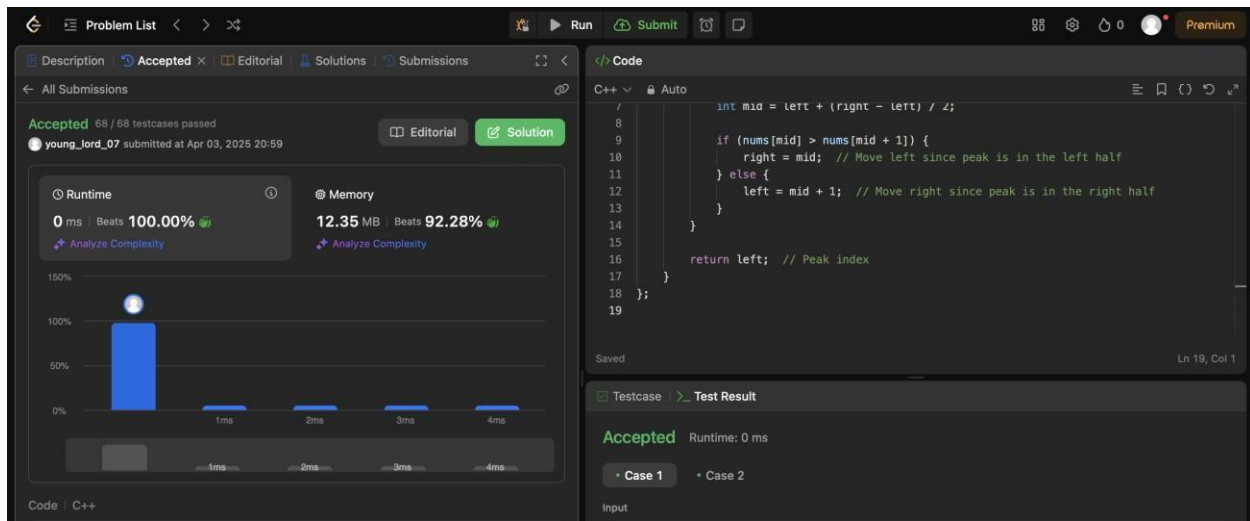 Problem List
Run
Submit
0
Premium
Description
Accepted
Editorial
Solutions
Submissions
All Submissions
Accepted 68 / 68 testcases passed
young_lord_07 submitted at Apr 03, 2025 20:59
Editorial
Solution
Runtime
0 ms Beats 100.00%
Analyze Complexity
Memory
12.35 MB Beats 92.28%
Analyze Complexity
150%
100%
50%
0%
1ms 2ms 3ms 4ms
1ms 2ms 3ms 4ms
Code C++
</> Code
C++ Auto
7 int mid = left + (right - left) / 2;
8
9 if (nums[mid] > nums[mid + 1]) {
10 right = mid; // Move left since peak is in the left half
11 } else {
12 left = mid + 1; // Move right since peak is in the right half
13 }
14 }
15
16 return left; // Peak index
17 }
18 };
19
Saved
Ln 19, Col 1
Testcase >_ Test Result
Accepted Runtime: 0 ms
• Case 1 • Case 2
Input